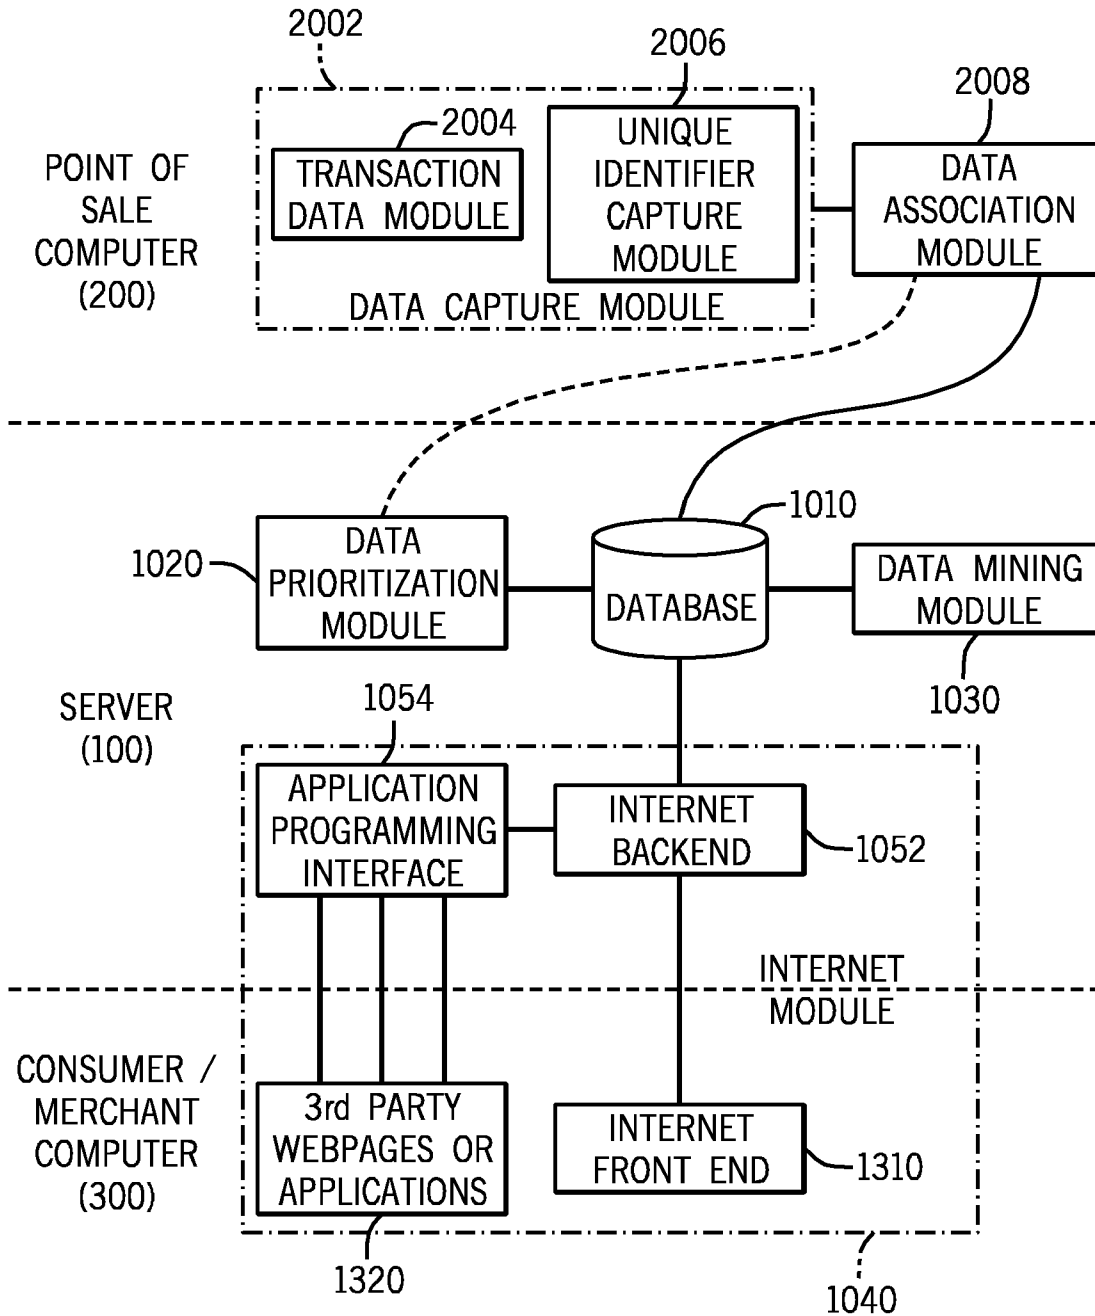 2002
2006
2008
2004
POINT OF
SALE
COMPUTER
(200)
TRANSACTION
DATA MODULE
UNIQUE
IDENTIFIER
CAPTURE
MODULE
DATA CAPTURE MODULE
DATA
ASSOCIATION
MODULE
1010
1020
DATA
PRIORITIZATION
MODULE
DATABASE
DATA MINING
MODULE
1030
SERVER
(100)
1054
APPLICATION
PROGRAMMING
INTERFACE
INTERNET
BACKEND
1052
INTERNET
MODULE
CONSUMER /
MERCHANT
COMPUTER
(300)
3rd PARTY
WEBPAGES OR
APPLICATIONS
INTERNET
FRONT END
1310
1320
1040